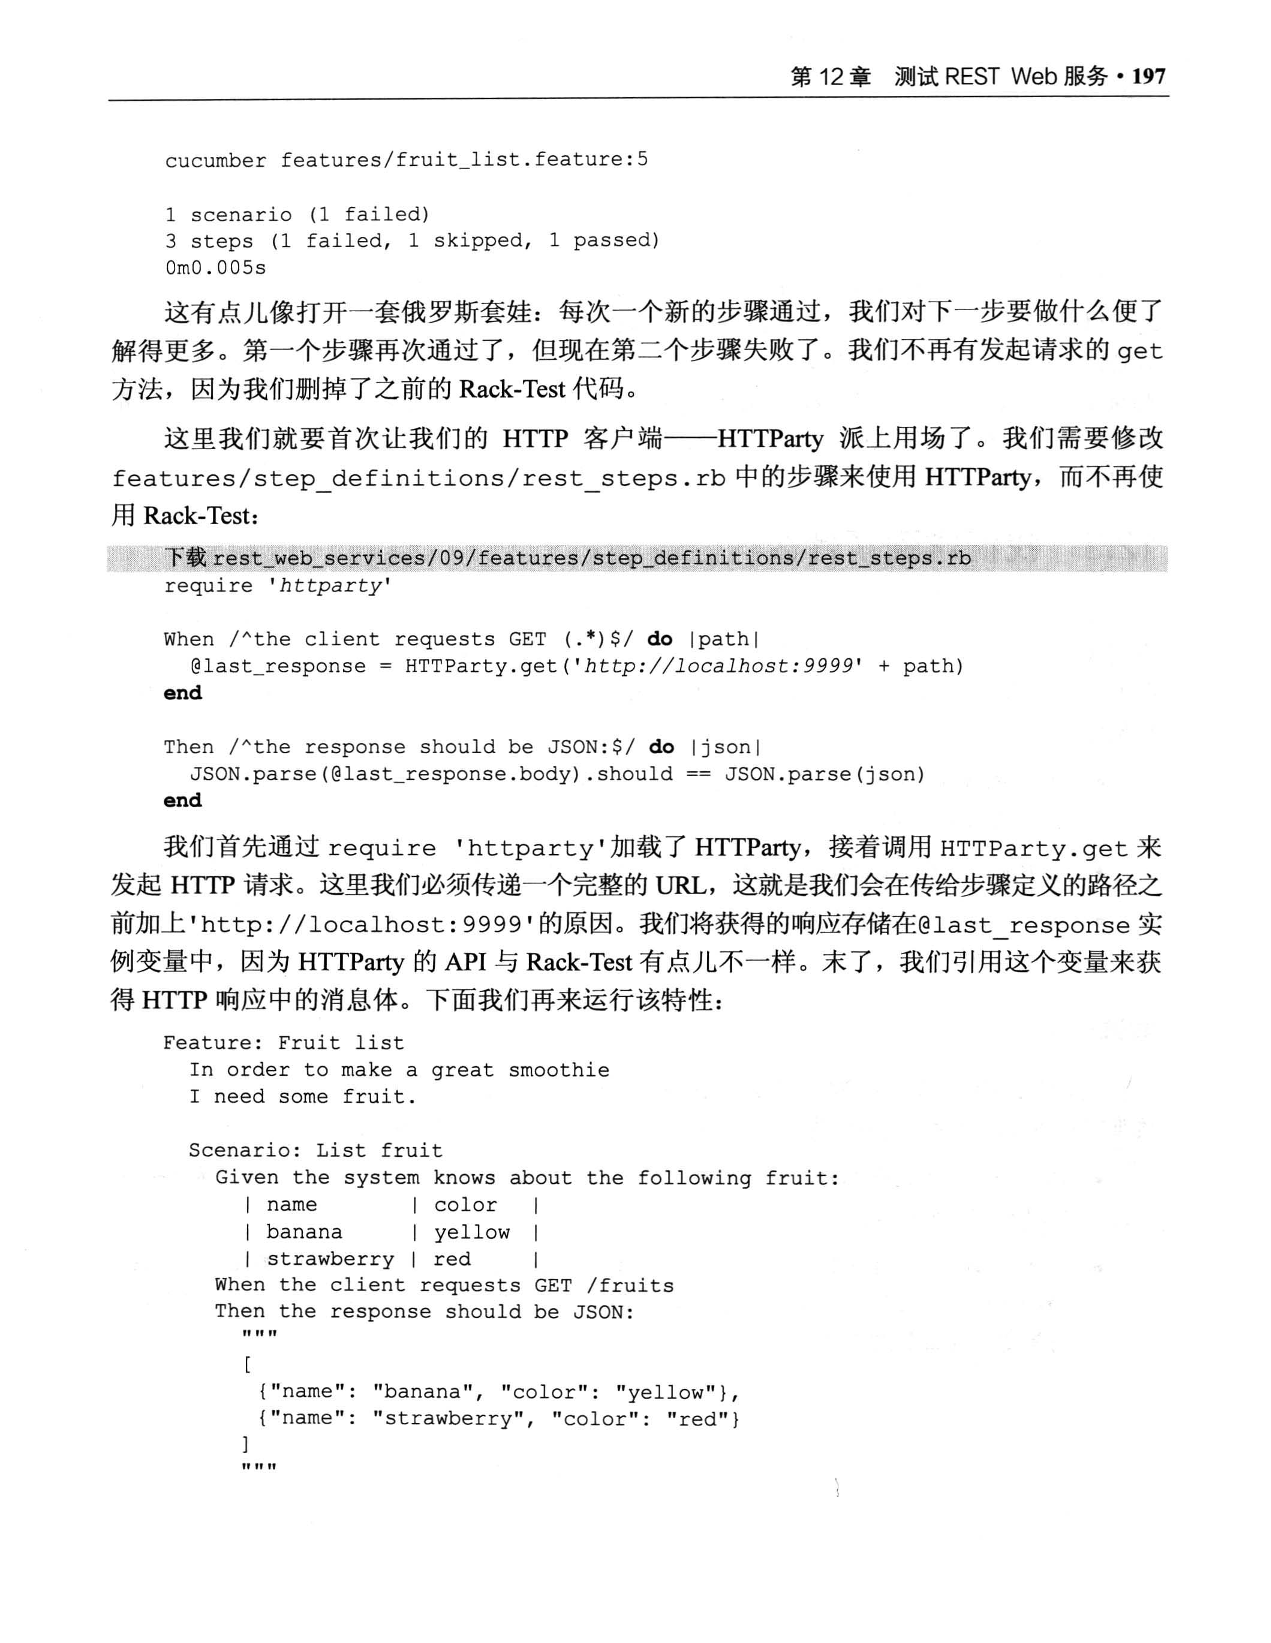 第 12 章 测试 REST Web 服务 • 197
cucumber features/fruit_list.feature:5
1 scenario (1 failed)
3 steps (1 failed, 1 skipped, 1 passed)
0m0.005s
这有点儿像打开一套俄罗斯套娃：每次一个新的步骤通过，我们对下一步要做什么便了
解得更多。第一个步骤再次通过了，但现在第二个步骤失败了。我们不再有发起请求的 get
方法，因为我们删掉了之前的 Rack-Test 代码。
这里我们就要首次让我们的 HTTP 客户端——HTTParty 派上用场了。我们需要修改
features/step_definitions/rest_steps.rb 中的步骤来使用 HTTParty，而不再使
用 Rack-Test：
下载 rest_web_services/09/features/step_definitions/rest_steps.rb
require 'httparty'
When /^the client requests GET (.*)$/ do |path|
  @last_response = HTTParty.get('http://localhost:9999' + path)
end
Then /^the response should be JSON:$/ do |json|
  JSON.parse(@last_response.body).should == JSON.parse(json)
end
我们首先通过 require 'httparty'加载了 HTTParty，接着调用 HTTParty.get 来
发起 HTTP 请求。这里我们必须传递一个完整的 URL，这就是我们会在传给步骤定义的路径之
前加上'http://localhost:9999'的原因。我们将获得的响应存储在@last_response 实
例变量中，因为 HTTParty 的 API 与 Rack-Test 有点儿不一样。末了，我们引用这个变量来获
得 HTTP 响应中的消息体。下面我们再来运行该特性：
Feature: Fruit list
  In order to make a great smoothie
  I need some fruit.
  Scenario: List fruit
    Given the system knows about the following fruit:
      | name       | color  |
      | banana     | yellow |
      | strawberry | red    |
    When the client requests GET /fruits
    Then the response should be JSON:
      """
      [
       {"name": "banana", "color": "yellow"},
       {"name": "strawberry", "color": "red"}
      ]
      """